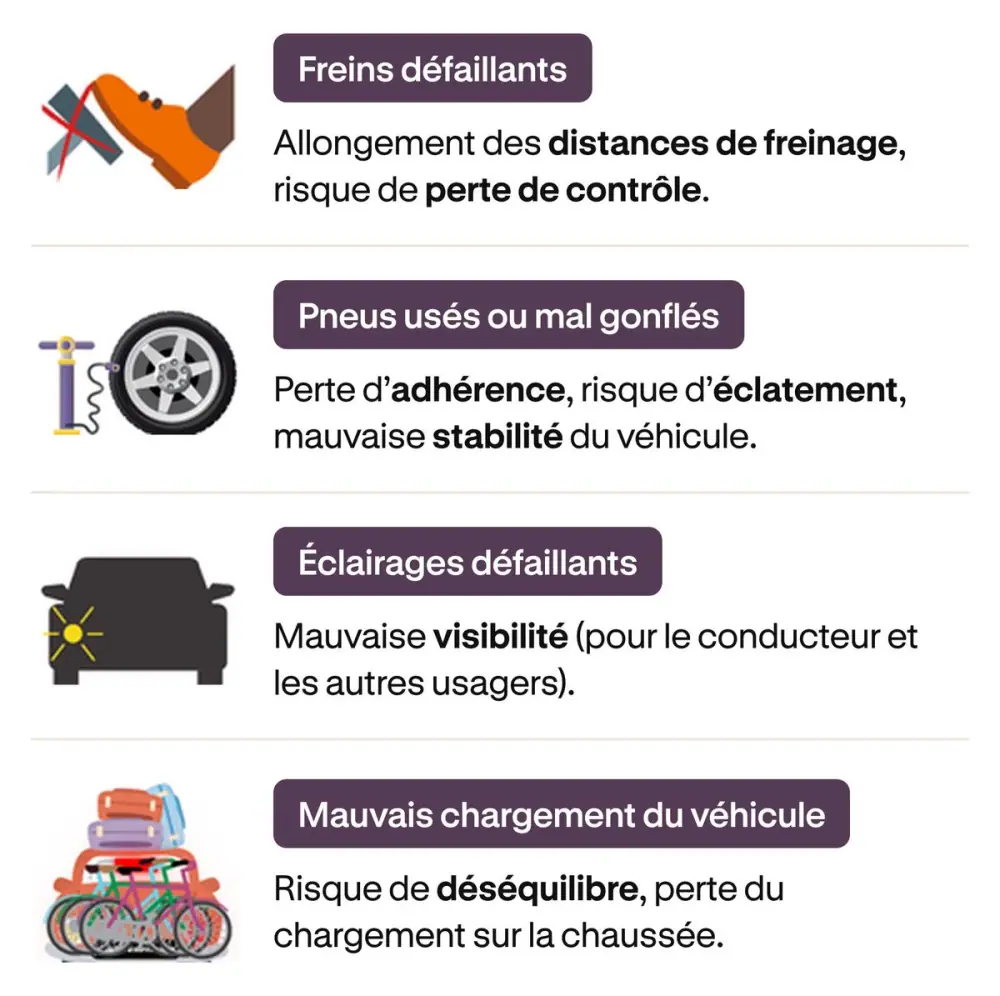 Freins défaillants
Allongement des distances de freinage,
risque de perte de contrôle.
Pneus usés ou mal gonflés
Perte d’adhérence, risque d’éclatement,
mauvaise stabilité du véhicule.
Éclairages défaillants
Mauvaise visibilité (pour le conducteur et
les autres usagers).
Mauvais chargement du véhicule
Risque de déséquilibre, perte du
chargement sur la chaussée.